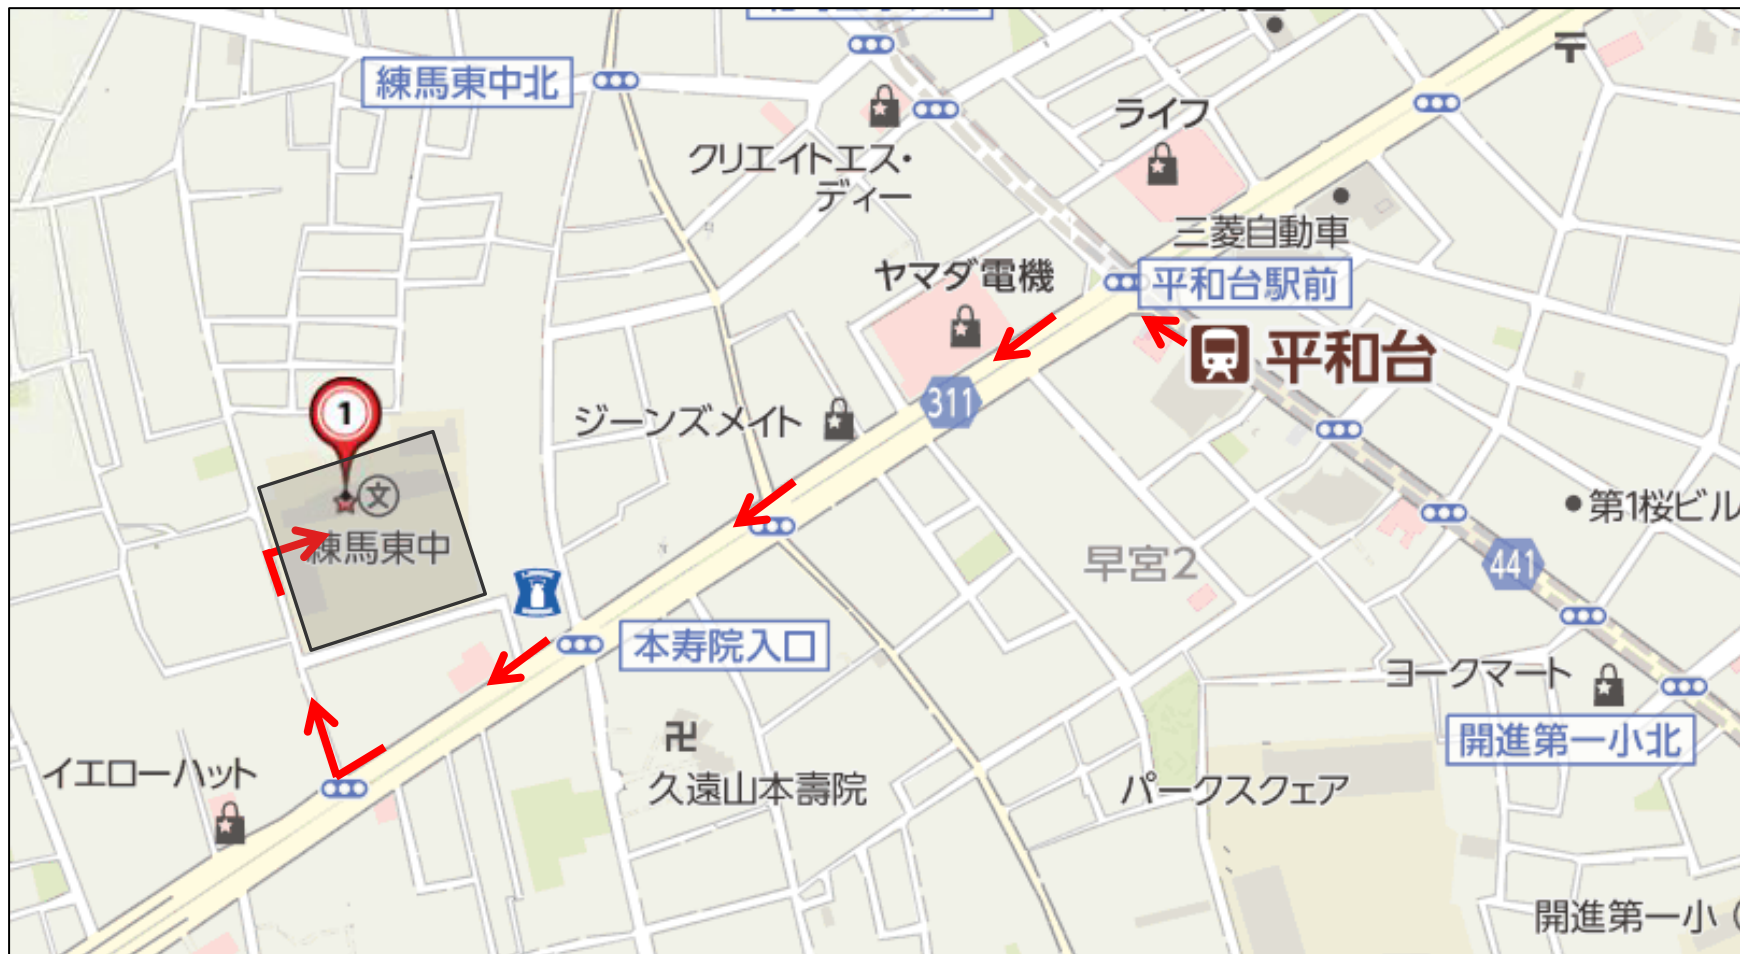 練馬東中北
クリエイトエス・
ディー
ライフ
三菱自動車
ヤマダ電機
平和台駅前
平和台
311
ジーンズメイト
1
文
練馬東中
第1桜ビル
早宮2
441
本寿院入口
ヨークマート
開進第一小北
イエローハット
久遠山本壽院
パークスクェア
開進第一小